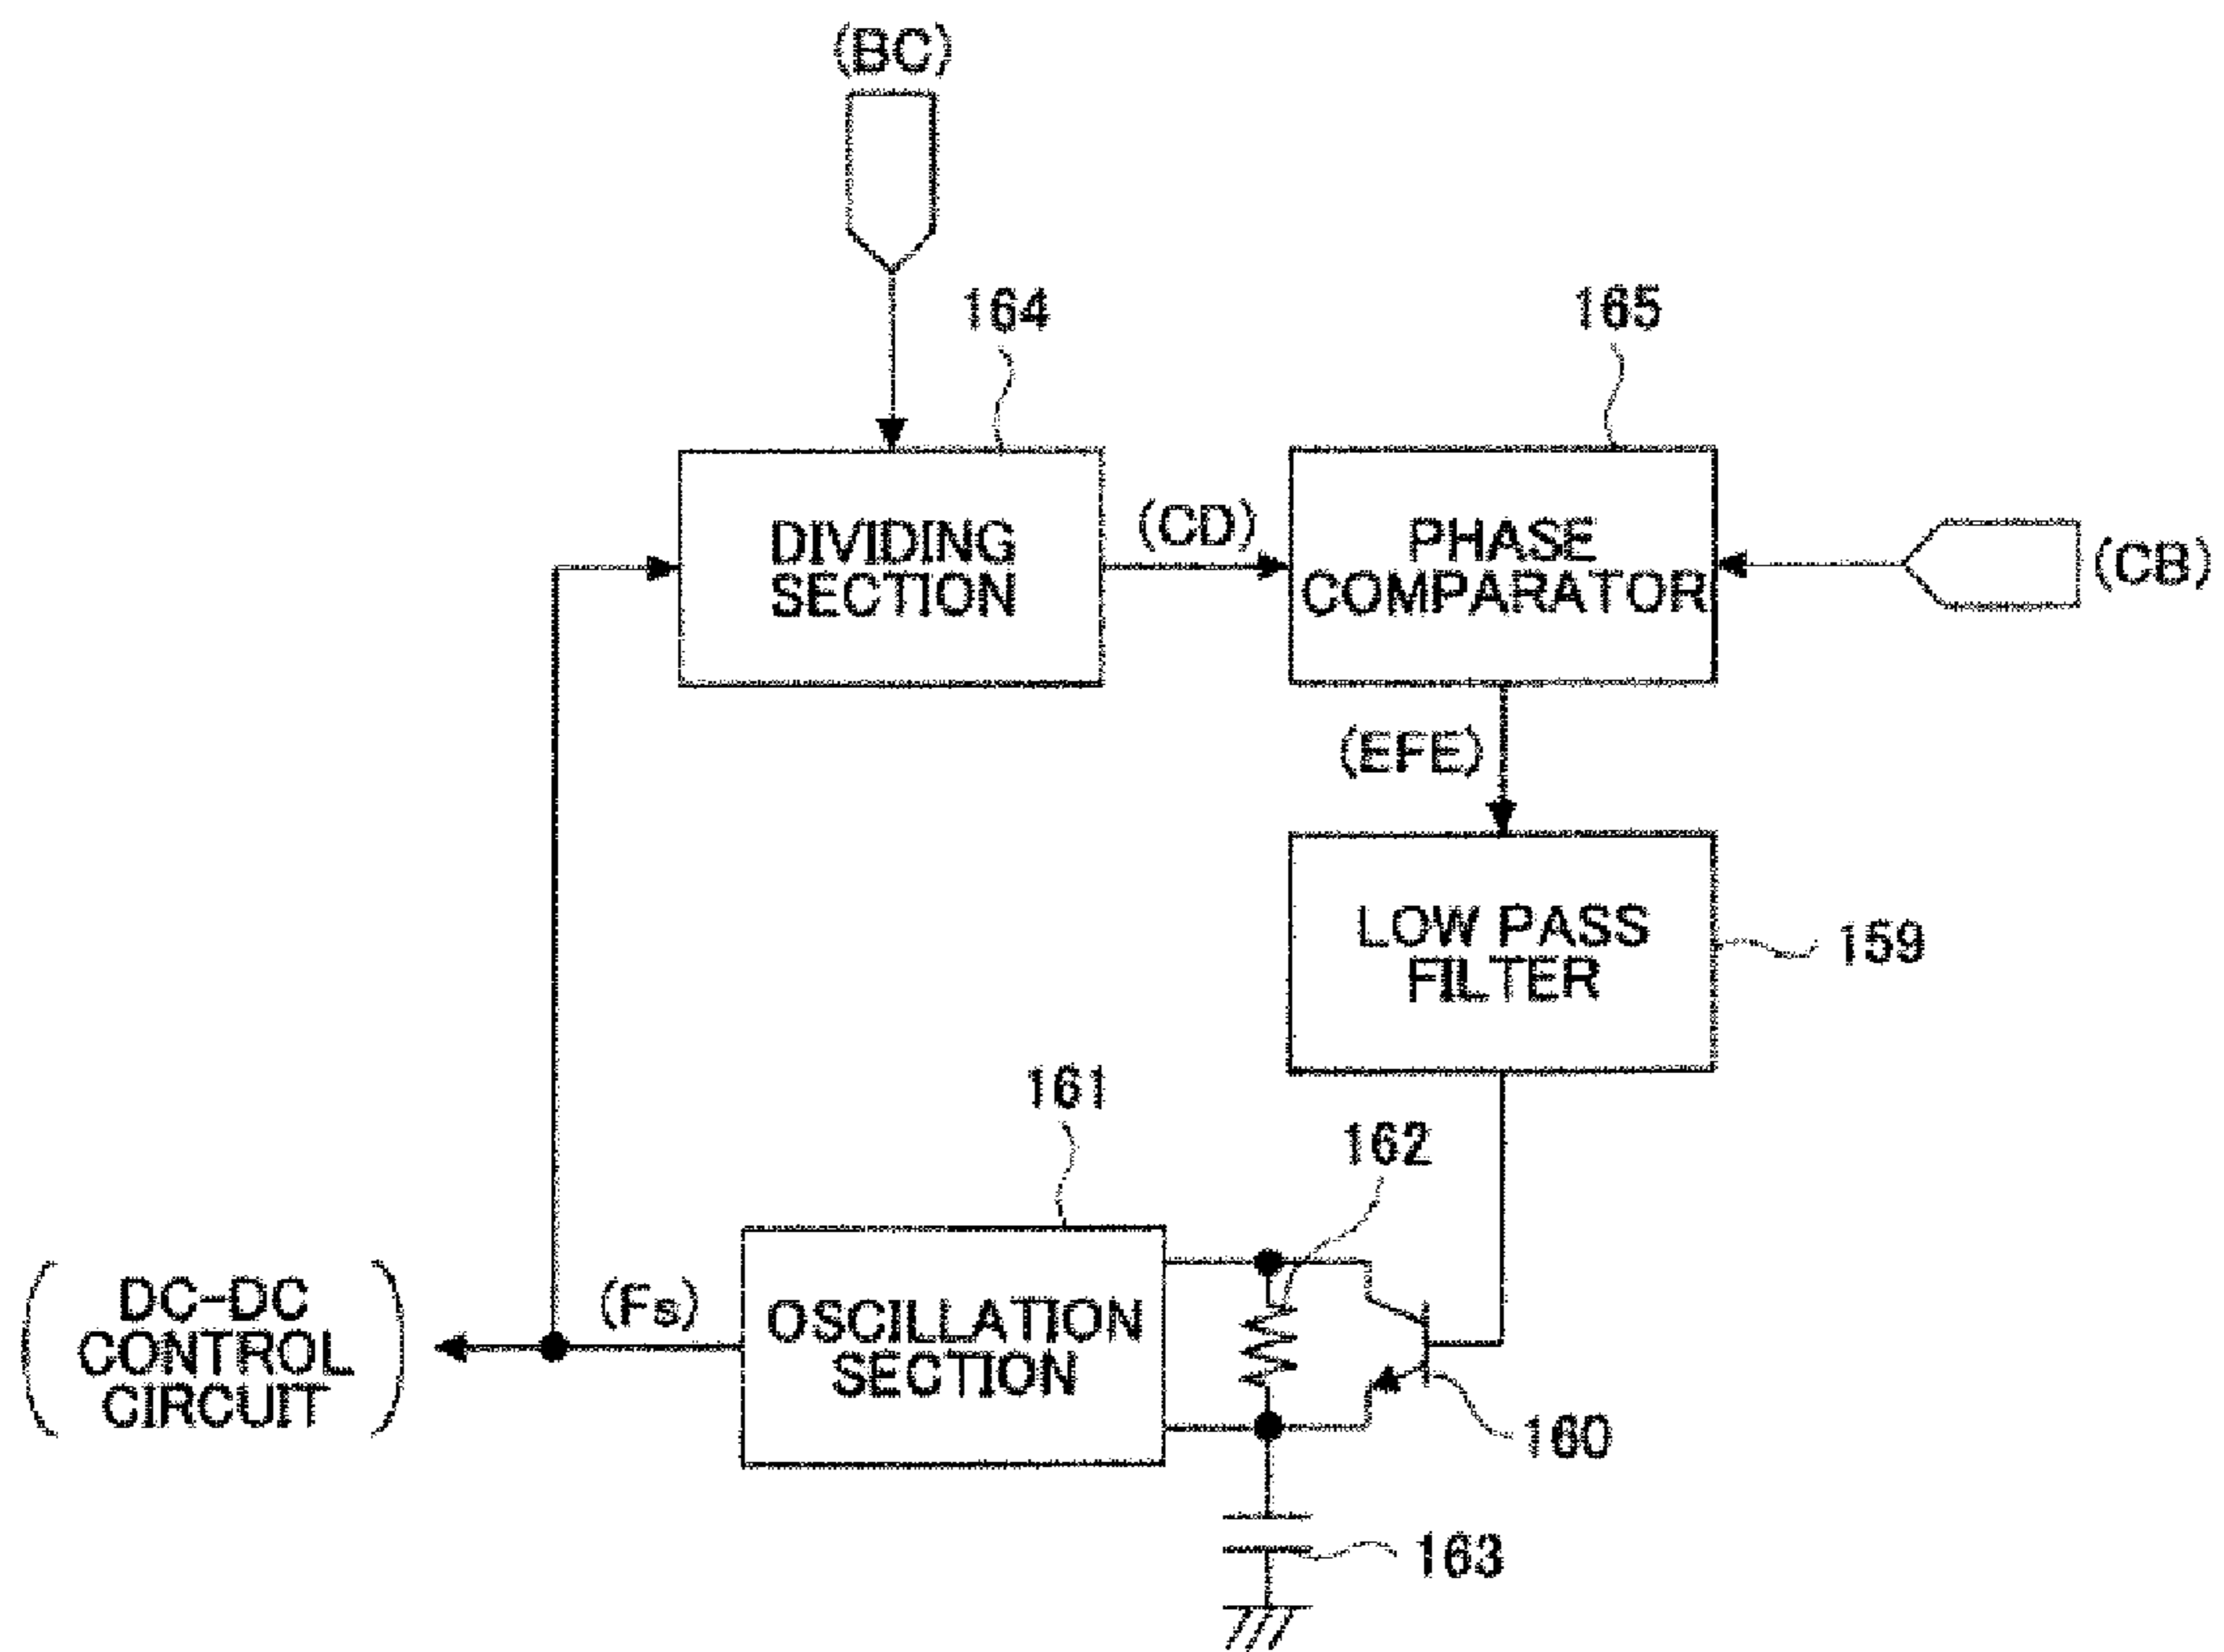 (BC)
164
165
DIVIDING
SECTION
(CD)
PHASE
COMPARATOR
(CB)
(EFE)
LOW PASS
FILTER
159
161
162
DC-DC
CONTROL
CIRCUIT
(Fs)
OSCILLATION
SECTION
160
163